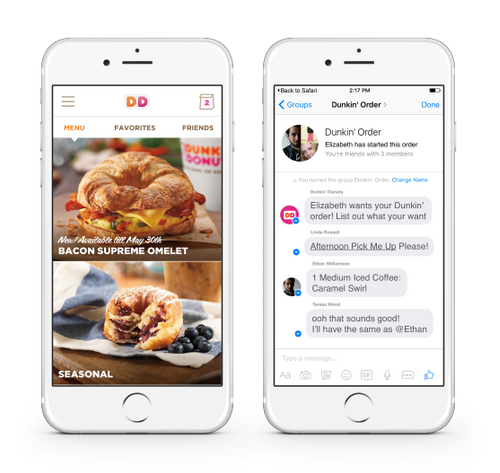 DD
2
MENU FAVORITES FRIENDS
DUNKIN'
DONU
New! Available till May 30th
BACON SUPREME OMELET
SEASONAL
Back to Safari 2:17 PM
Groups Dunkin' Order Done
Dunkin' Order
Elizabeth has started this order
You're friends with 3 members
You named the group Dunkin' Order. Change Name
Dunkin' Donuts
DD
Elizabeth wants your Dunkin'
order! List out what your want
Linda Russell
Afternoon Pick Me Up Please!
Ethan Williamson
1 Medium Iced Coffee:
Caramel Swirl
Teresa Wood
ooh that sounds good!
I'll have the same as @Ethan
Type a message...
Aa
GIF